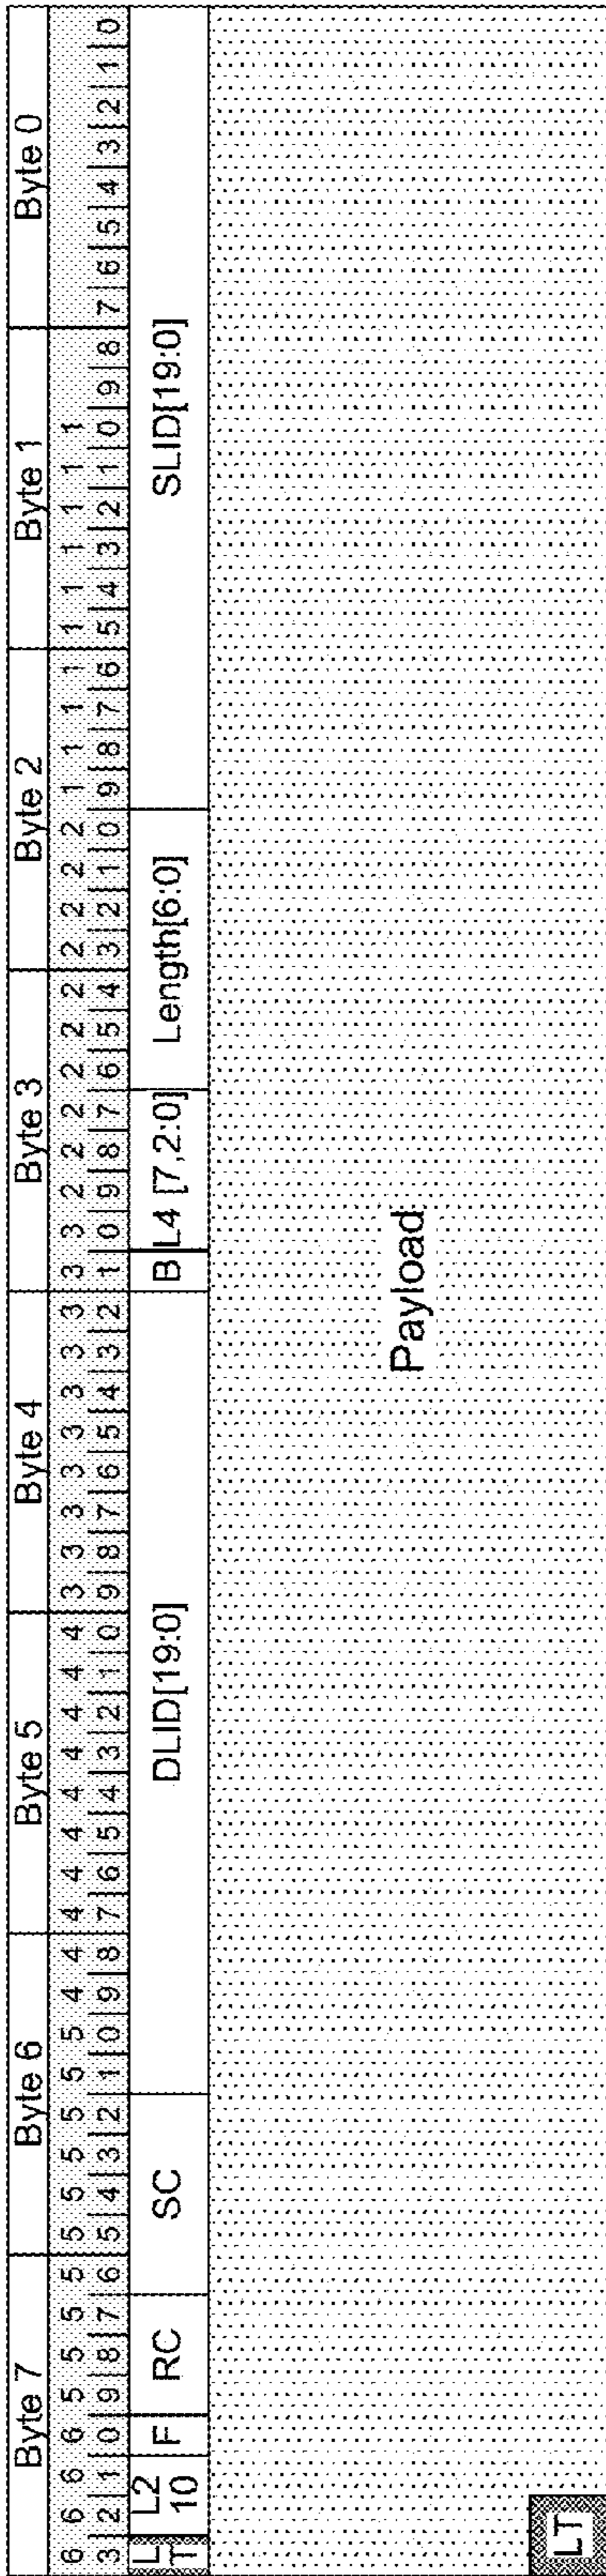 Byte 7 Byte 6 Byte 5 Byte 4 Byte 3 Byte 2 Byte 1 Byte 0
6 6 6 6 5 5 5 5 5 5 5 5 5 5 4 4 4 4 4 4 4 4 4 4 3 3 3 3 3 3 3 3 3 3 2 2 2 2 2 2 2 2 2 2 1 1 1 1 1 1 1 1 1 1
3 2 1 0 9 8 7 6 5 4 3 2 1 0 9 8 7 6 5 4 3 2 1 0 9 8 7 6 5 4 3 2 1 0 9 8 7 6 5 4 3 2 1 0 9 8 7 6 5 4 3 2 1 0 9 8 7 6 5 4 3 2 1 0
L
T
L2
10
F
RC
SC
DLID[19:0]
B
L4 [7,2:0]
Length[6:0]
SLID[19:0]
Payload
LT